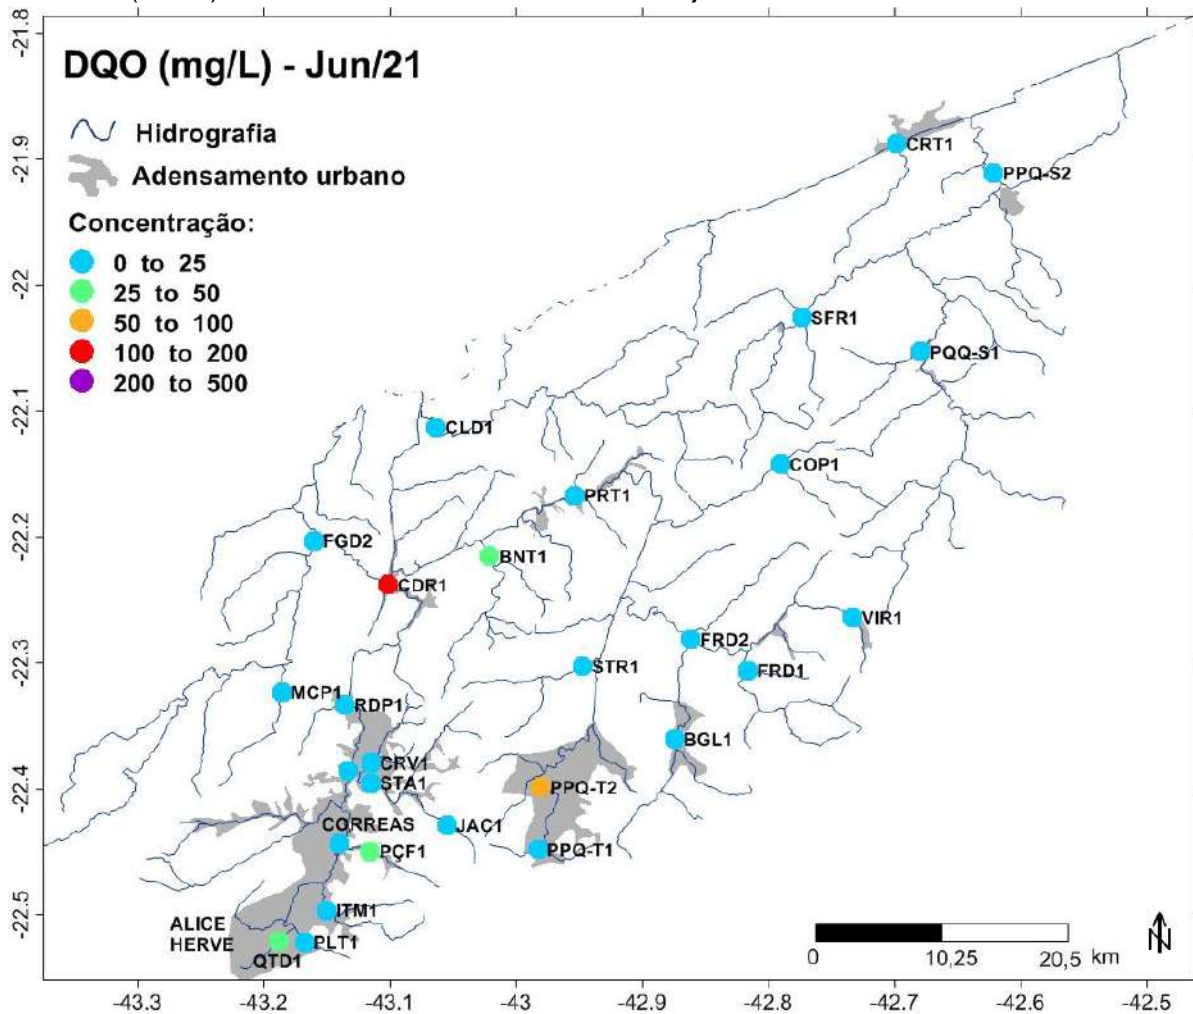 DQO (mg/L) - Jun/21
Hidrografia
Adensamento urbano
Concentração:
0 to 25
25 to 50
50 to 100
100 to 200
200 to 500
CRT1
PPQ-S2
SFR1
PQQ-S1
CLD1
COP1
PRT1
FGD2
BNT1
CDR1
VIR1
FRD2
STR1
FRD1
MCP1
RDP1
BGL1
CRV1
STA1
PPQ-T2
CORREAS
JAC1
PÇF1
PPQ-T1
ITM1
ALICE
HERVE
PLT1
QTD1
0
10,25
20,5
km
N
-21.8
-21.9
-22
-22.1
-22.2
-22.3
-22.4
-22.5
-43.3
-43.2
-43.1
-43
-42.9
-42.8
-42.7
-42.6
-42.5